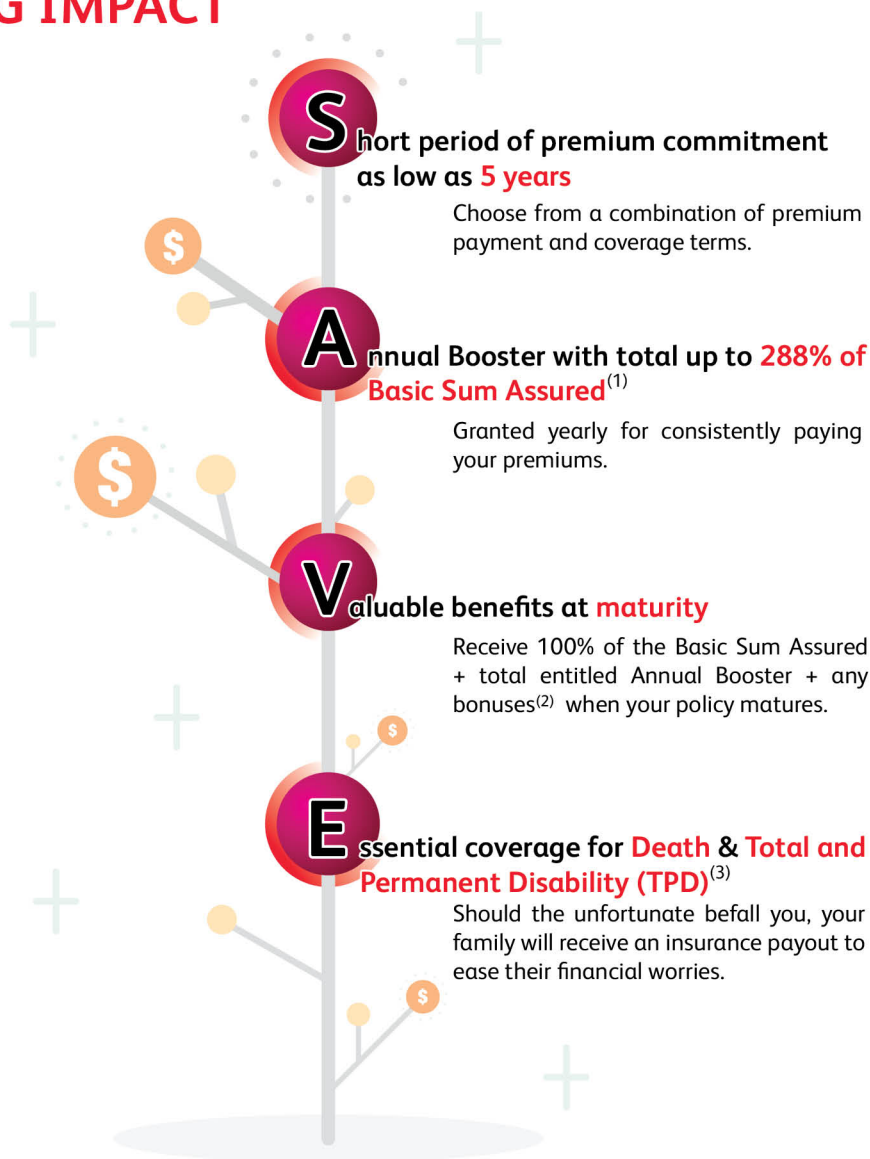 G IMPACT
Short period of premium commitment
as low as 5 years
Choose from a combination of premium
payment and coverage terms.
$
Annual Booster with total up to 288% of
Basic Sum Assured(1)
Granted yearly for consistently paying
your premiums.
$
Valuable benefits at maturity
Receive 100% of the Basic Sum Assured
+ total entitled Annual Booster + any
bonuses(2) when your policy matures.
$
Essential coverage for Death & Total and
Permanent Disability (TPD)(3)
Should the unfortunate befall you, your
family will receive an insurance payout to
ease their financial worries.
$